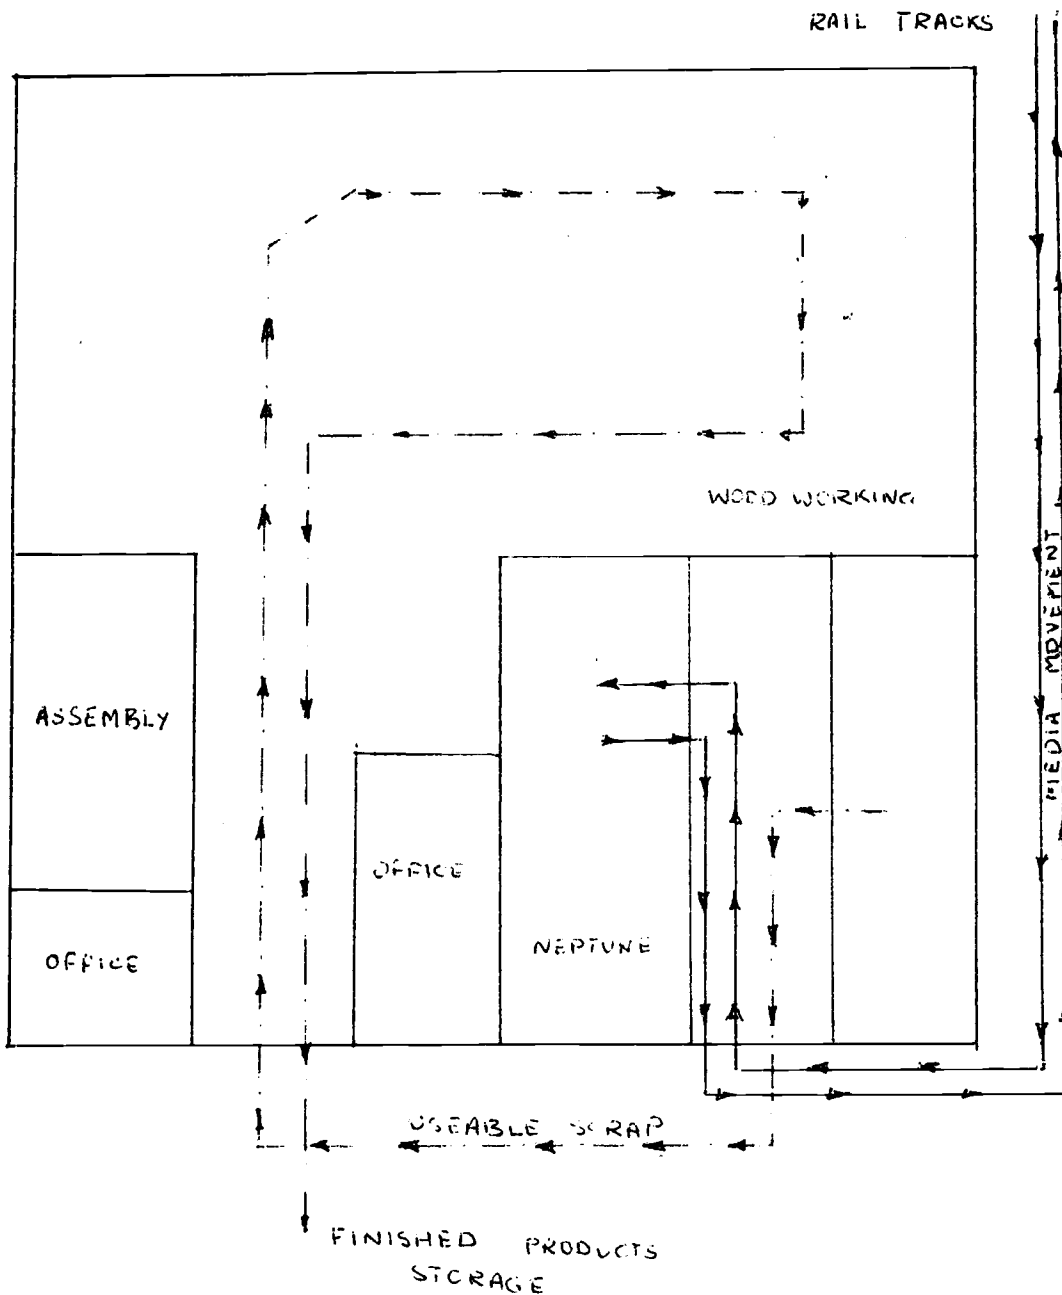 RAIL TRACKS
WOOD WORKING
MEDIA MOVEMENT
ASSEMBLY
OFFICE
OFFICE
NEPTUNE
USEABLE SCRAP
FINISHED PRODUCTS
STORAGE